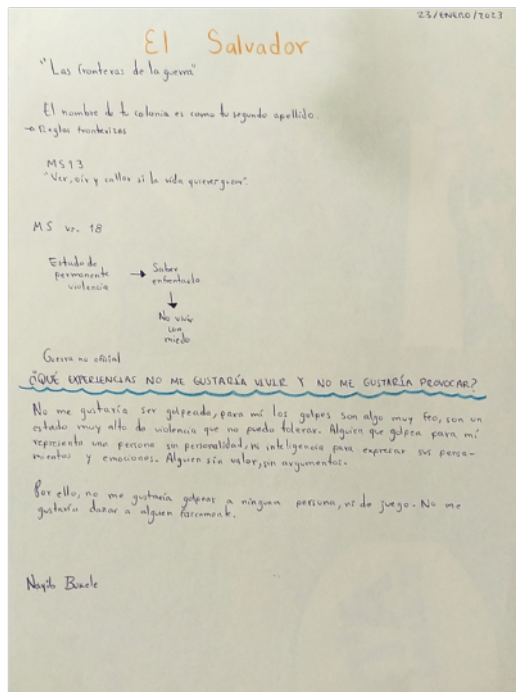 23/ENERO/2023
El Salvador
"Las fronteras de la guerra"
El nombre de tu colonia es como tu segundo apellido.
→ Reglas fronterizas
MS13
"Ver, oír y callar si la vida quieres gozar".
MS vs. 18
Estado de → Saber
permanente entenderlo
violencia ↓
No vivir
con
miedo
Guerra no oficial
¿QUÉ EXPERIENCIAS NO ME GUSTARÍA VIVIR Y NO ME GUSTARÍA PROVOCAR?
No me gustaría ser golpeado, para mí los golpes son algo muy feo, son un
estado muy alto de violencia que no puedo tolerar. Alguien que golpea para mí
representa una persona sin personalidad, ni inteligencia para expresar sus pensa-
mientos y emociones. Alguien sin valor, sin argumentos.
Por ello, no me gustaría golpear a ninguna persona, ni de juego. No me
gustaría dañar a alguien físicamente.
Nayib Bukele